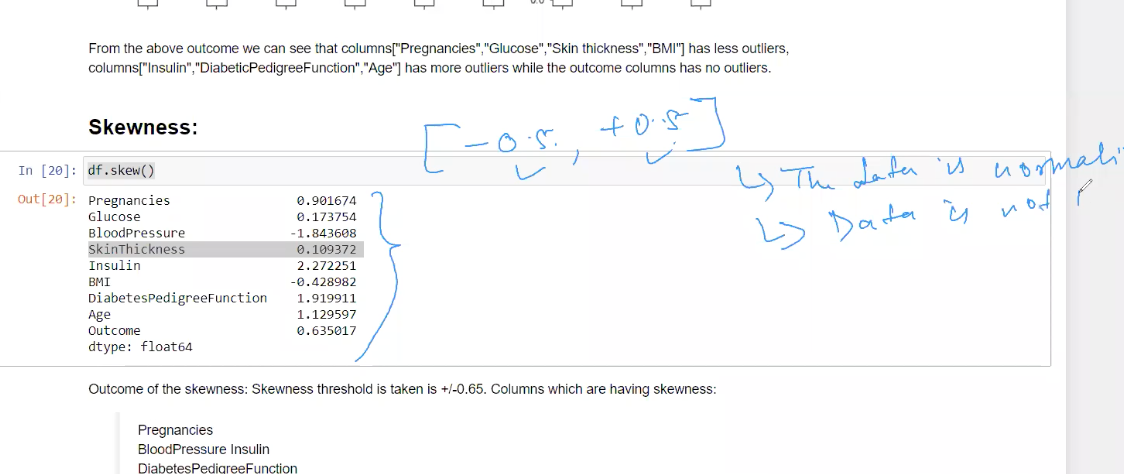 From the above outcome we can see that columns["Pregnancies","Glucose","Skin thickness","BMI"] has less outliers,
columns["Insulin","DiabeticPedigreeFunction","Age"] has more outliers while the outcome columns has no outliers.
Skewness:
[-0.5, +0.5]
In [20]: df.skew()
↳ The data is normali
↳ Data is not
Out[20]: Pregnancies 0.901674
Glucose 0.173754
BloodPressure -1.843608
SkinThickness 0.109372
Insulin 2.272251
BMI -0.428982
DiabetesPedigreeFunction 1.919911
Age 1.129597
Outcome 0.635017
dtype: float64
Outcome of the skewness: Skewness threshold is taken is +/-0.65. Columns which are having skewness:
Pregnancies
BloodPressure Insulin
DiabetesPedigreeFunction